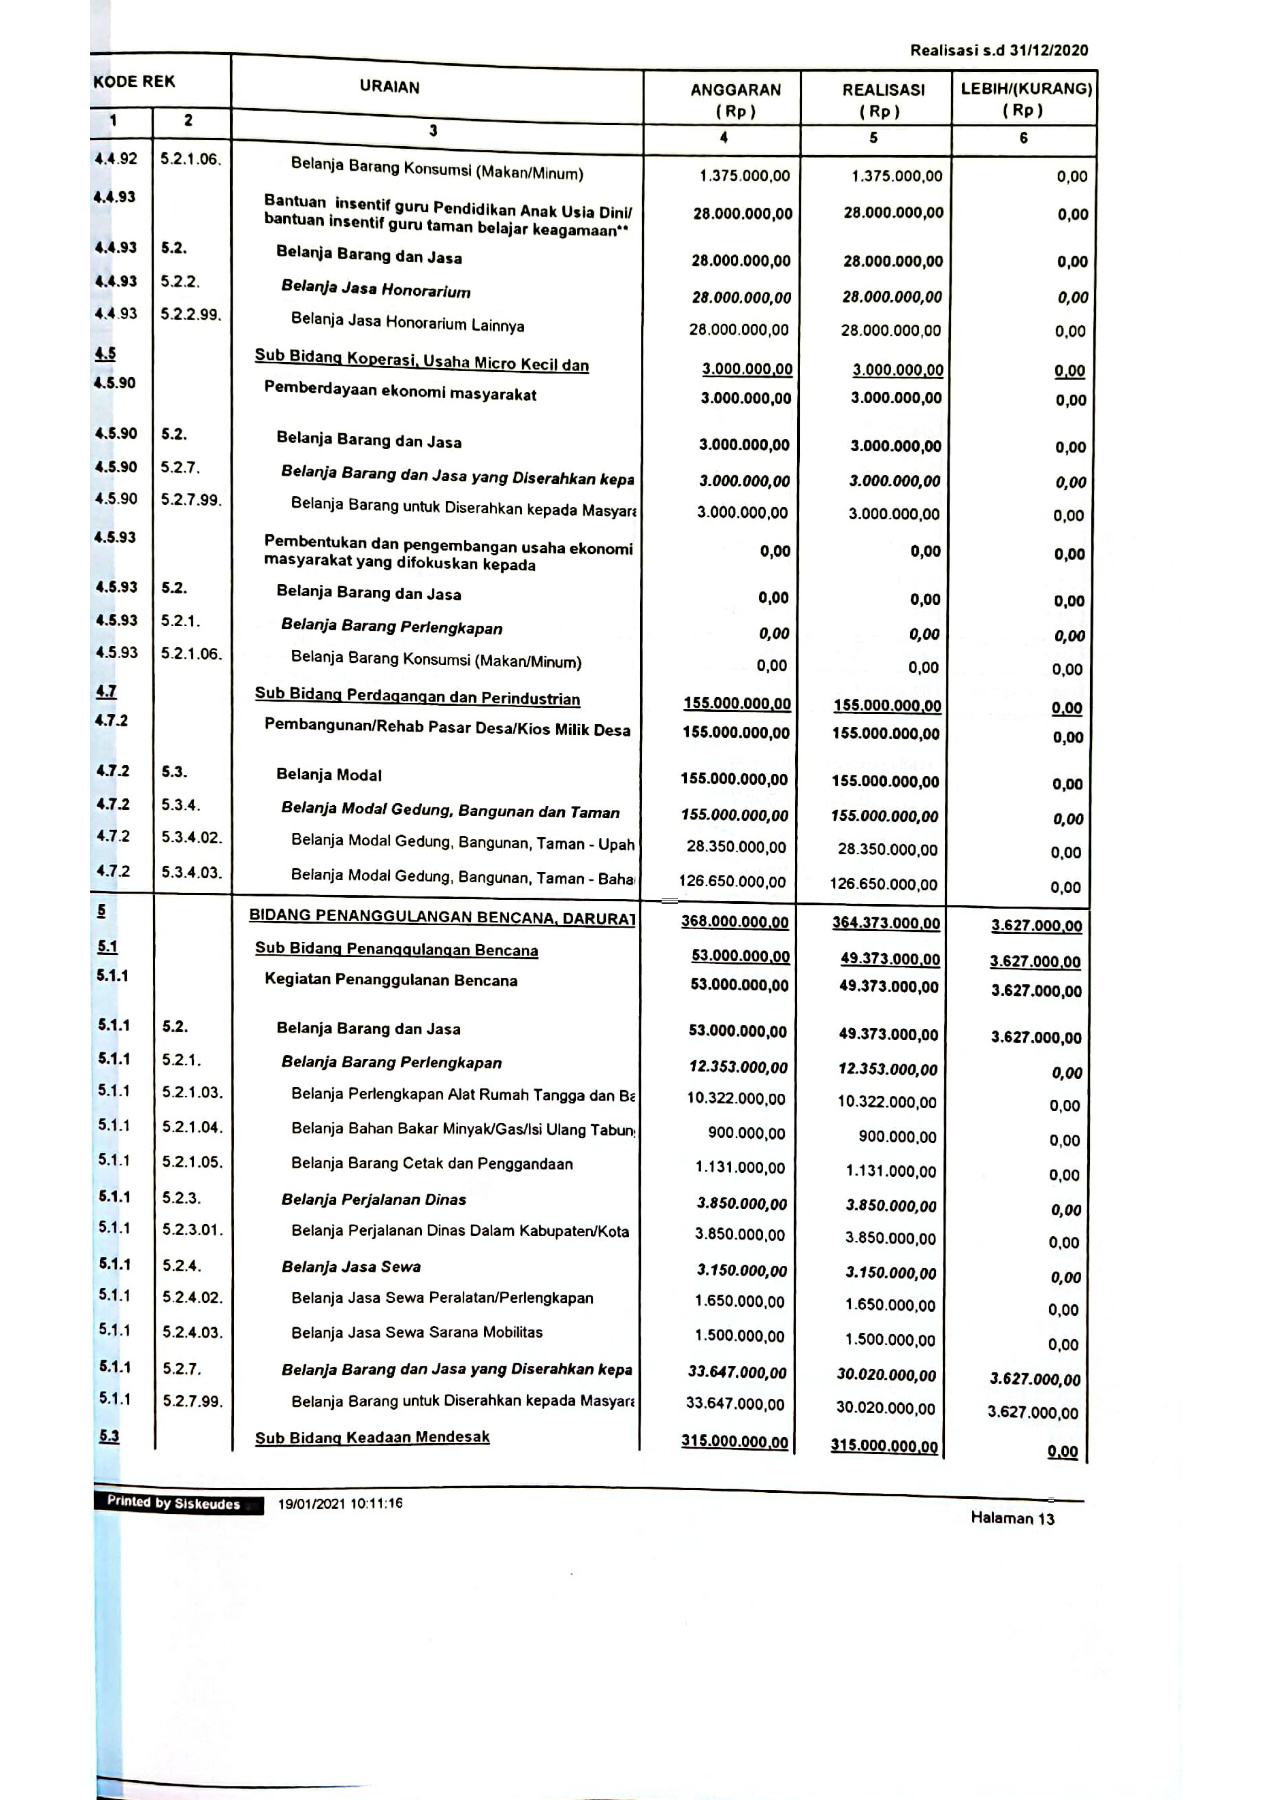 Realisasi s.d 31/12/2020
KODE REK URAIAN ANGGARAN REALISASI LEBIH/(KURANG)
( Rp ) ( Rp ) ( Rp )
1 2 3 4 5 6
4.4.92 5.2.1.06. Belanja Barang Konsumsi (Makan/Minum) 1.375.000,00 1.375.000,00 0,00
4.4.93 Bantuan insentif guru Pendidikan Anak Usia Dini/ 28.000.000,00 28.000.000,00 0,00
bantuan insentif guru taman belajar keagamaan**
4.4.93 5.2. Belanja Barang dan Jasa 28.000.000,00 28.000.000,00 0,00
4.4.93 5.2.2. Belanja Jasa Honorarium 28.000.000,00 28.000.000,00 0,00
4.4.93 5.2.2.99. Belanja Jasa Honorarium Lainnya 28.000.000,00 28.000.000,00 0,00
4.5 Sub Bidang Koperasi, Usaha Micro Kecil dan 3.000.000,00 3.000.000,00 0,00
4.5.90 Pemberdayaan ekonomi masyarakat 3.000.000,00 3.000.000,00 0,00
4.5.90 5.2. Belanja Barang dan Jasa 3.000.000,00 3.000.000,00 0,00
4.5.90 5.2.7. Belanja Barang dan Jasa yang Diserahkan kepa 3.000.000,00 3.000.000,00 0,00
4.5.90 5.2.7.99. Belanja Barang untuk Diserahkan kepada Masyara 3.000.000,00 3.000.000,00 0,00
4.5.93 Pembentukan dan pengembangan usaha ekonomi 0,00 0,00 0,00
masyarakat yang difokuskan kepada
4.5.93 5.2. Belanja Barang dan Jasa 0,00 0,00 0,00
4.5.93 5.2.1. Belanja Barang Perlengkapan 0,00 0,00 0,00
4.5.93 5.2.1.06. Belanja Barang Konsumsi (Makan/Minum) 0,00 0,00 0,00
4.7 Sub Bidang Perdagangan dan Perindustrian 155.000.000,00 155.000.000,00 0,00
4.7.2 Pembangunan/Rehab Pasar Desa/Kios Milik Desa 155.000.000,00 155.000.000,00 0,00
4.7.2 5.3. Belanja Modal 155.000.000,00 155.000.000,00 0,00
4.7.2 5.3.4. Belanja Modal Gedung, Bangunan dan Taman 155.000.000,00 155.000.000,00 0,00
4.7.2 5.3.4.02. Belanja Modal Gedung, Bangunan, Taman - Upah 28.350.000,00 28.350.000,00 0,00
4.7.2 5.3.4.03. Belanja Modal Gedung, Bangunan, Taman - Baha 126.650.000,00 126.650.000,00 0,00
5 BIDANG PENANGGULANGAN BENCANA, DARURAT 368.000.000,00 364.373.000,00 3.627.000,00
5.1 Sub Bidang Penanggulangan Bencana 53.000.000,00 49.373.000,00 3.627.000,00
5.1.1 Kegiatan Penanggulanan Bencana 53.000.000,00 49.373.000,00 3.627.000,00
5.1.1 5.2. Belanja Barang dan Jasa 53.000.000,00 49.373.000,00 3.627.000,00
5.1.1 5.2.1. Belanja Barang Perlengkapan 12.353.000,00 12.353.000,00 0,00
5.1.1 5.2.1.03. Belanja Perlengkapan Alat Rumah Tangga dan Ba 10.322.000,00 10.322.000,00 0,00
5.1.1 5.2.1.04. Belanja Bahan Bakar Minyak/Gas/Isi Ulang Tabung 900.000,00 900.000,00 0,00
5.1.1 5.2.1.05. Belanja Barang Cetak dan Penggandaan 1.131.000,00 1.131.000,00 0,00
5.1.1 5.2.3. Belanja Perjalanan Dinas 3.850.000,00 3.850.000,00 0,00
5.1.1 5.2.3.01. Belanja Perjalanan Dinas Dalam Kabupaten/Kota 3.850.000,00 3.850.000,00 0,00
5.1.1 5.2.4. Belanja Jasa Sewa 3.150.000,00 3.150.000,00 0,00
5.1.1 5.2.4.02. Belanja Jasa Sewa Peralatan/Perlengkapan 1.650.000,00 1.650.000,00 0,00
5.1.1 5.2.4.03. Belanja Jasa Sewa Sarana Mobilitas 1.500.000,00 1.500.000,00 0,00
5.1.1 5.2.7. Belanja Barang dan Jasa yang Diserahkan kepa 33.647.000,00 30.020.000,00 3.627.000,00
5.1.1 5.2.7.99. Belanja Barang untuk Diserahkan kepada Masyara 33.647.000,00 30.020.000,00 3.627.000,00
5.3 Sub Bidang Keadaan Mendesak 315.000.000,00 315.000.000,00 0,00
Printed by Siskeudes 19/01/2021 10:11:16
Halaman 13